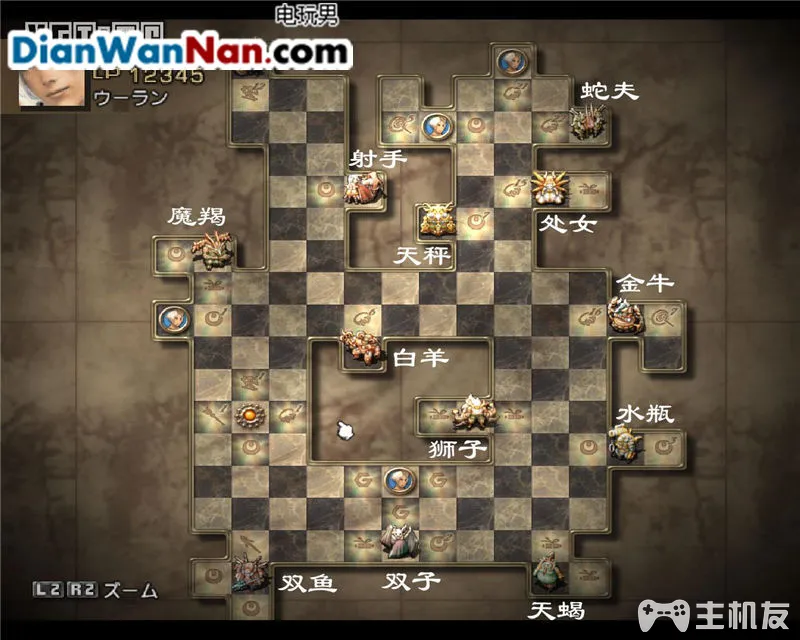 电玩男
DianWanNan.com
LP 12345
ウーラン
蛇夫
射手
处女
魔羯
天秤
金牛
白羊
水瓶
狮子
双鱼
双子
天蝎
L2 R2 ズーム
主机友